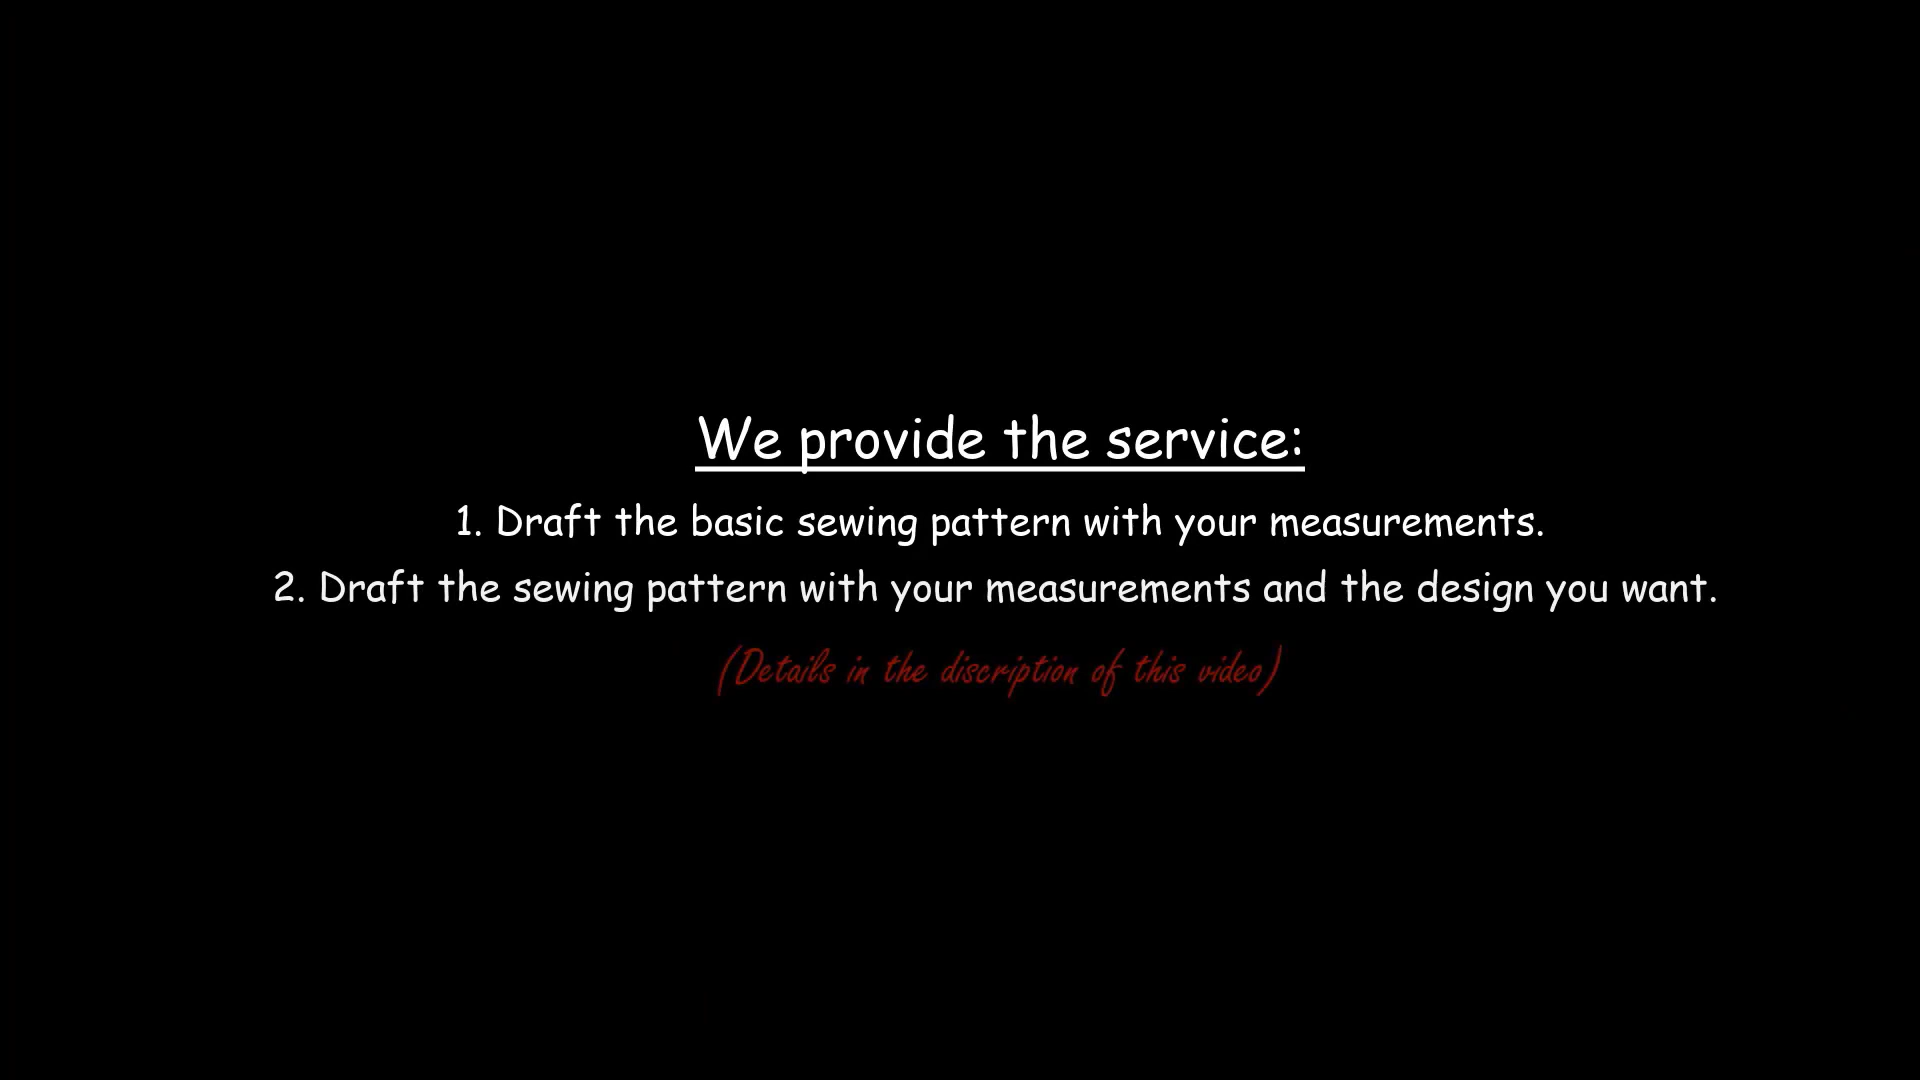 We provide the service:
1. Draft the basic sewing pattern with your measurements.
2. Draft the sewing pattern with your measurements and the design you want.
(Details in the discription of this video)